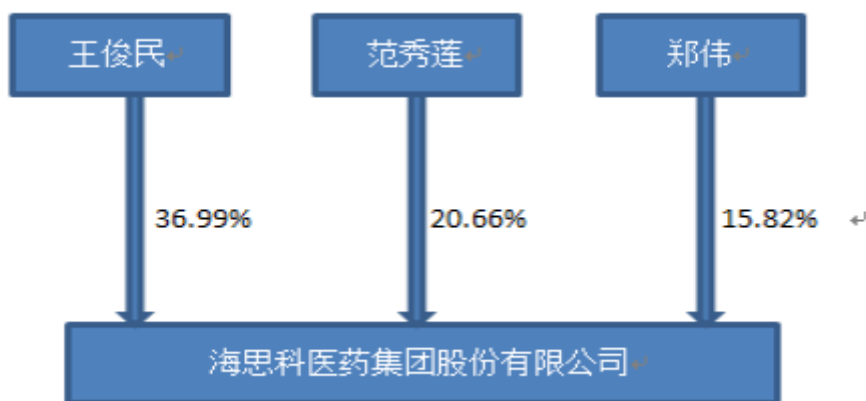 王俊民
范秀莲
郑伟
36.99%
20.66%
15.82%
海思科医药集团股份有限公司